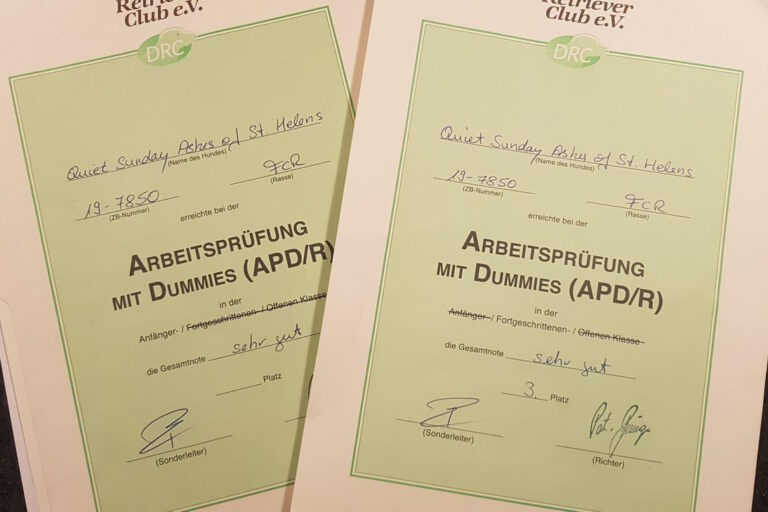 Retriever
Club e.V.
DRC
Quiet Sunday Ashes of St. Helens
(Name des Hundes)
19-7850
FcR
(ZB-Nummer)
(Rasse)
erreichte bei der
ARBEITSPRÜFUNG
MIT DUMMIES (APD/R)
in der
Anfänger- / Fortgeschrittenen- / Offenen Klasse
die Gesamtnote sehr gut
Platz
(Sonderleiter)
Retriever
Club e.V.
DRC
Quiet Sunday Ashes of St. Helens
(Name des Hundes)
19-7850
FcR
(ZB-Nummer)
(Rasse)
erreichte bei der
ARBEITSPRÜFUNG
MIT DUMMIES (APD/R)
in der
Anfänger- / Fortgeschrittenen- / Offenen Klasse
die Gesamtnote sehr gut
3. Platz
(Sonderleiter)
(Richter)